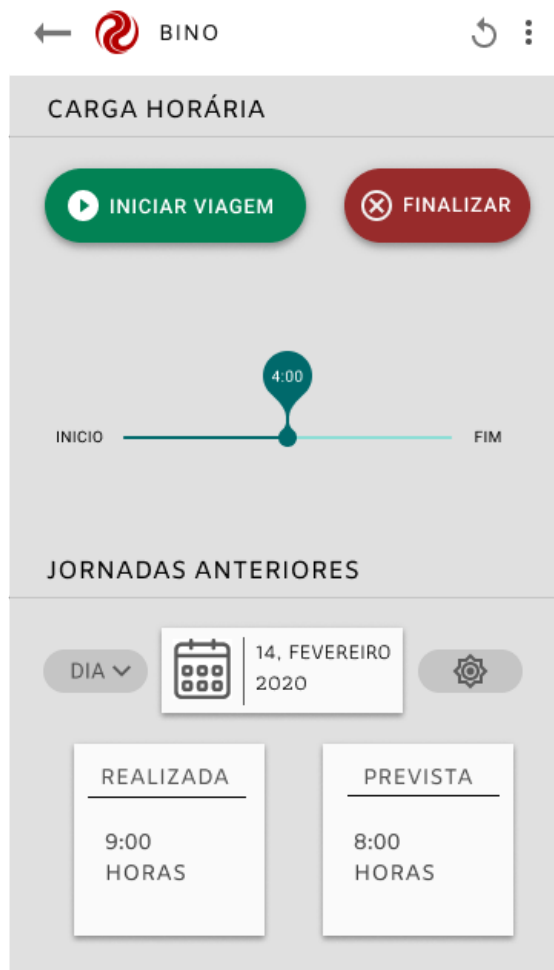 BINO
CARGA HORÁRIA
INICIAR VIAGEM
FINALIZAR
4:00
INICIO
FIM
JORNADAS ANTERIORES
DIA
14, FEVEREIRO
2020
REALIZADA
PREVISTA
9:00
HORAS
8:00
HORAS